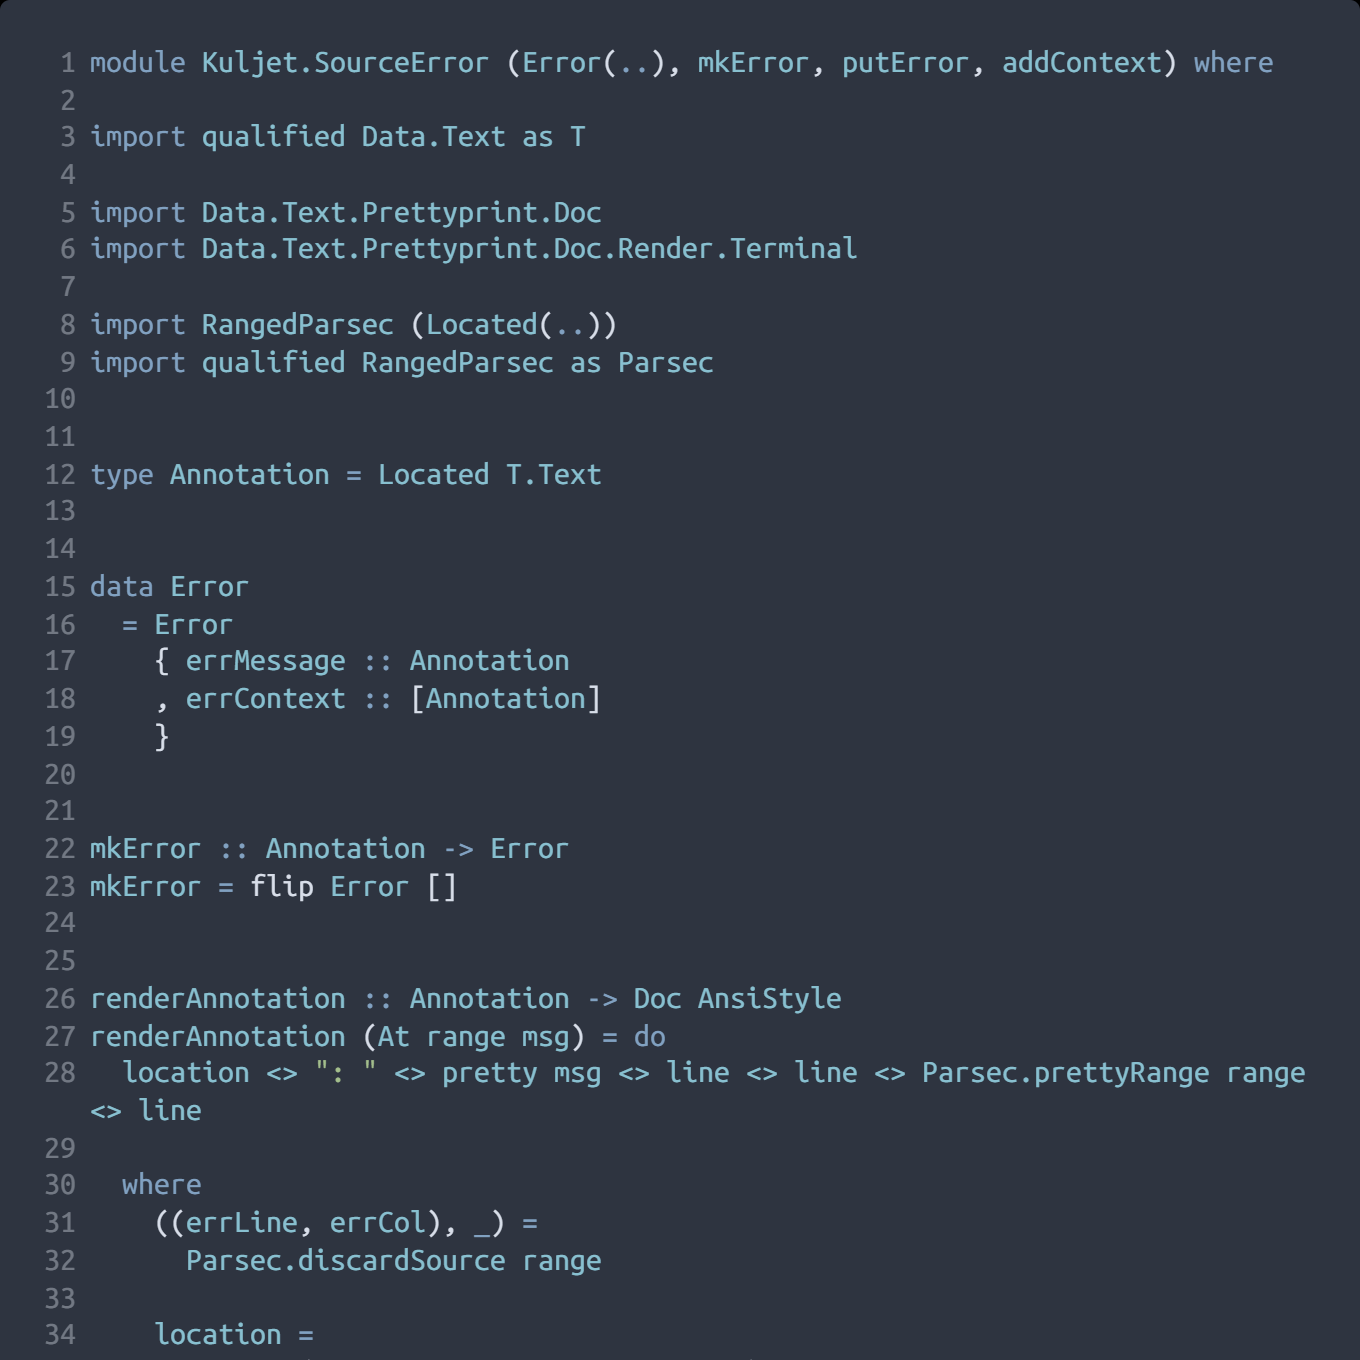 1 module Kuljet.SourceError (Error(..), mkError, putError, addContext) where
2
3 import qualified Data.Text as T
4
5 import Data.Text.Prettyprint.Doc
6 import Data.Text.Prettyprint.Doc.Render.Terminal
7
8 import RangedParsec (Located(..))
9 import qualified RangedParsec as Parsec
10
11
12 type Annotation = Located T.Text
13
14
15 data Error
16   = Error
17     { errMessage :: Annotation
18     , errContext :: [Annotation]
19     }
20
21
22 mkError :: Annotation -> Error
23 mkError = flip Error []
24
25
26 renderAnnotation :: Annotation -> Doc AnsiStyle
27 renderAnnotation (At range msg) = do
28   location <> ": " <> pretty msg <> line <> line <> Parsec.prettyRange range
<> line
29
30   where
31     ((errLine, errCol), _) =
32       Parsec.discardSource range
33
34     location =